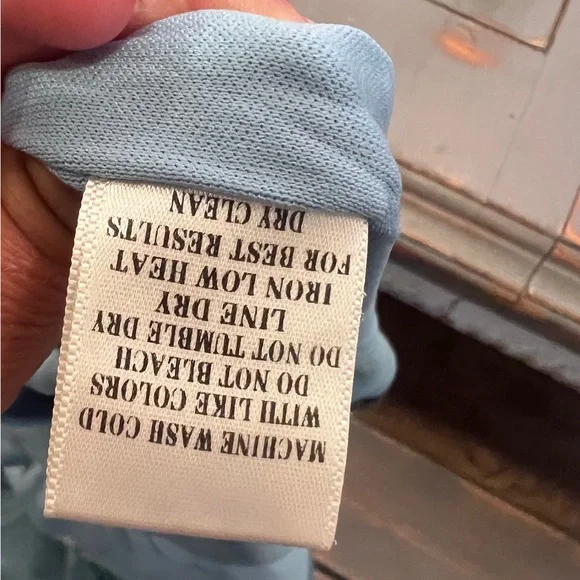 MACHINE WASH COLD
WITH LIKE COLORS
DO NOT BLEACH
DO NOT TUMBLE DRY
LINE DRY
IRON LOW HEAT
FOR BEST RESULTS
DRY CLEAN